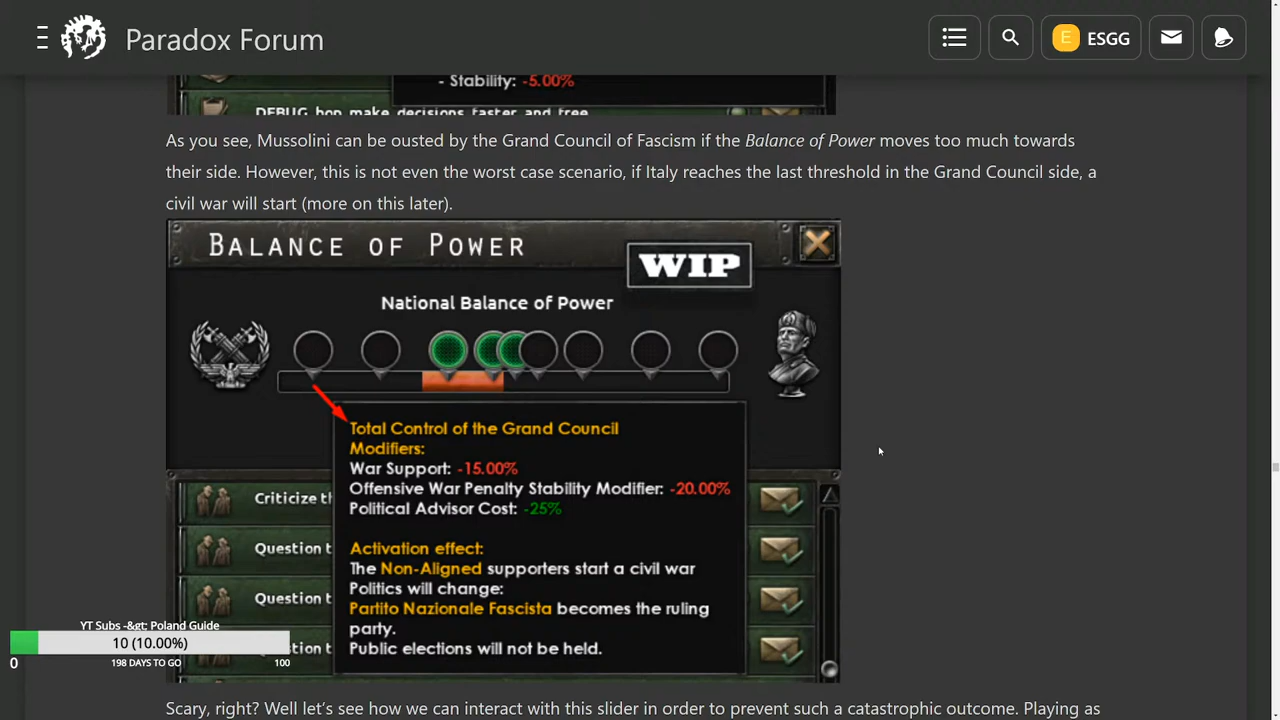 Paradox Forum
E ESGG
- Stability: -5.00%
DEBUG bop make decisions faster and free
As you see, Mussolini can be ousted by the Grand Council of Fascism if the Balance of Power moves too much towards
their side. However, this is not even the worst case scenario, if Italy reaches the last threshold in the Grand Council side, a
civil war will start (more on this later).
BALANCE OF POWER
WIP
National Balance of Power
Total Control of the Grand Council
Modifiers:
War Support: -15.00%
Offensive War Penalty Stability Modifier: -20.00%
Political Advisor Cost: -25%
Criticize th
Activation effect:
Question t
The Non-Aligned supporters start a civil war
Politics will change:
Question t
Partito Nazionale Fascista becomes the ruling
party.
Public elections will not be held.
Question t
YT Subs -&gt; Poland Guide
10 (10.00%)
0
198 DAYS TO GO
100
Scary, right? Well let's see how we can interact with this slider in order to prevent such a catastrophic outcome. Playing as